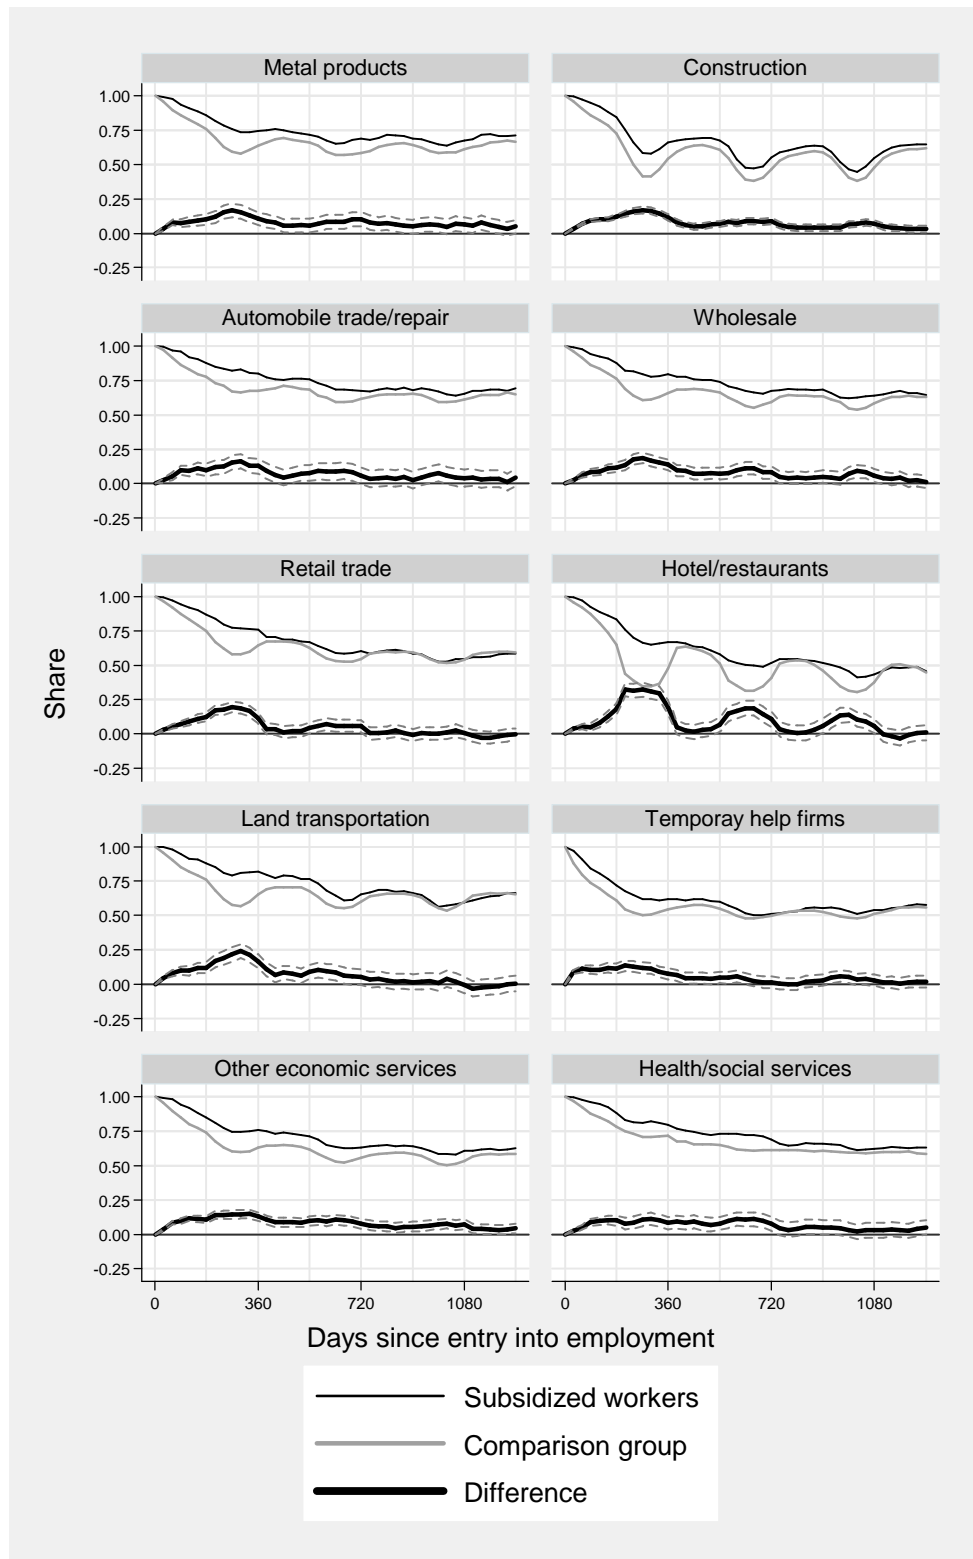 Metal products
Construction
1.00
0.75
0.50
0.25
0.00
-0.25
Automobile trade/repair
Wholesale
1.00
0.75
0.50
0.25
0.00
-0.25
Retail trade
Hotel/restaurants
1.00
0.75
0.50
0.25
0.00
-0.25
Share
Land transportation
Temporay help firms
1.00
0.75
0.50
0.25
0.00
-0.25
Other economic services
Health/social services
1.00
0.75
0.50
0.25
0.00
-0.25
0 360 720 1080
0 360 720 1080
Days since entry into employment
Subsidized workers
Comparison group
Difference